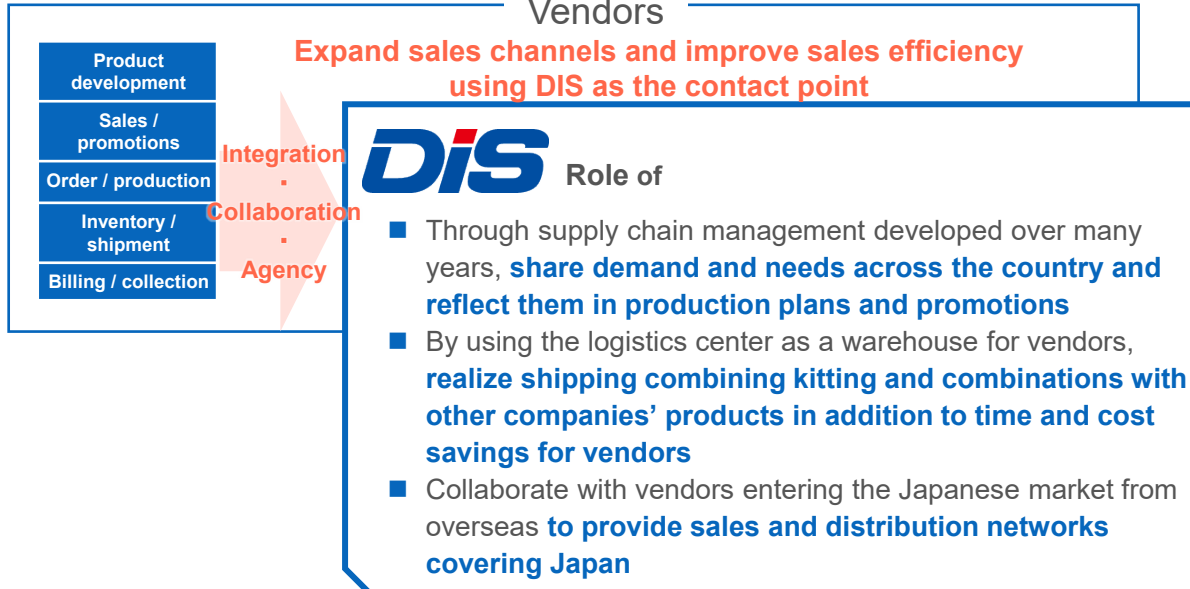 Vendors
Expand sales channels and improve sales efficiency
using DIS as the contact point
Product
development
Sales /
promotions
Order / production
Inventory /
shipment
Billing / collection
Integration
・
Collaboration
・
Agency
DiS Role of
■ Through supply chain management developed over many
years, share demand and needs across the country and
reflect them in production plans and promotions
■ By using the logistics center as a warehouse for vendors,
realize shipping combining kitting and combinations with
other companies’ products in addition to time and cost
savings for vendors
■ Collaborate with vendors entering the Japanese market from
overseas to provide sales and distribution networks
covering Japan